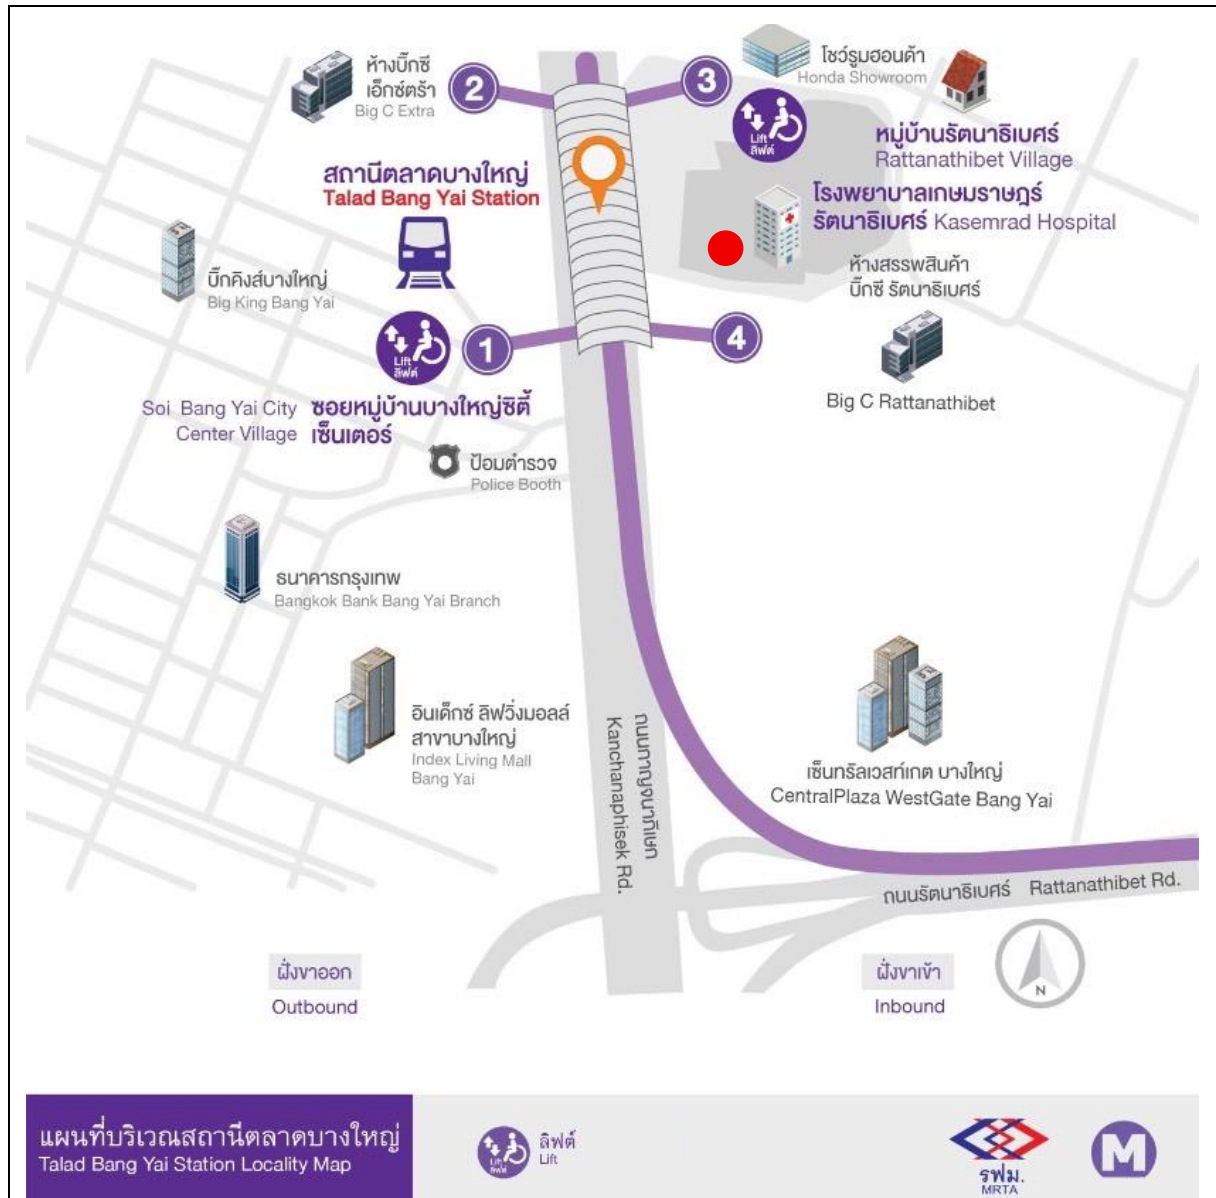 ห้างบิ๊กซี
เอ็กซ์ตร้า
Big C Extra
2
3
โชว์รูมฮอนด้า
Honda Showroom
Lift
ลิฟต์
หมู่บ้านรัตนาธิเบศร์
Rattanathibet Village
สถานีตลาดบางใหญ่
Talad Bang Yai Station
โรงพยาบาลเกษมราษฎร์
รัตนาธิเบศร์ Kasemrad Hospital
บิ๊กคิงส์บางใหญ่
Big King Bang Yai
ห้างสรรพสินค้า
บิ๊กซี รัตนาธิเบศร์
Big C Rattanathibet
Lift
ลิฟต์
1
4
Soi Bang Yai City
Center Village
ซอยหมู่บ้านบางใหญ่ซิตี้
เซ็นเตอร์
ป้อมตำรวจ
Police Booth
ธนาคารกรุงเทพ
Bangkok Bank Bang Yai Branch
อินเด็กซ์ ลิฟวิ่งมอลล์
สาขาบางใหญ่
Index Living Mall
Bang Yai
ถนนกาญจนาภิเษก
Kanchanaphisek Rd.
เซ็นทรัลเวสท์เกต บางใหญ่
CentralPlaza WestGate Bang Yai
ถนนรัตนาธิเบศร์ Rattanathibet Rd.
ฝั่งขาออก
Outbound
ฝั่งขาเข้า
Inbound
N
แผนที่บริเวณสถานีตลาดบางใหญ่
Talad Bang Yai Station Locality Map
Lift
ลิฟต์
ลิฟต์
Lift
รฟม.
MRTA
M